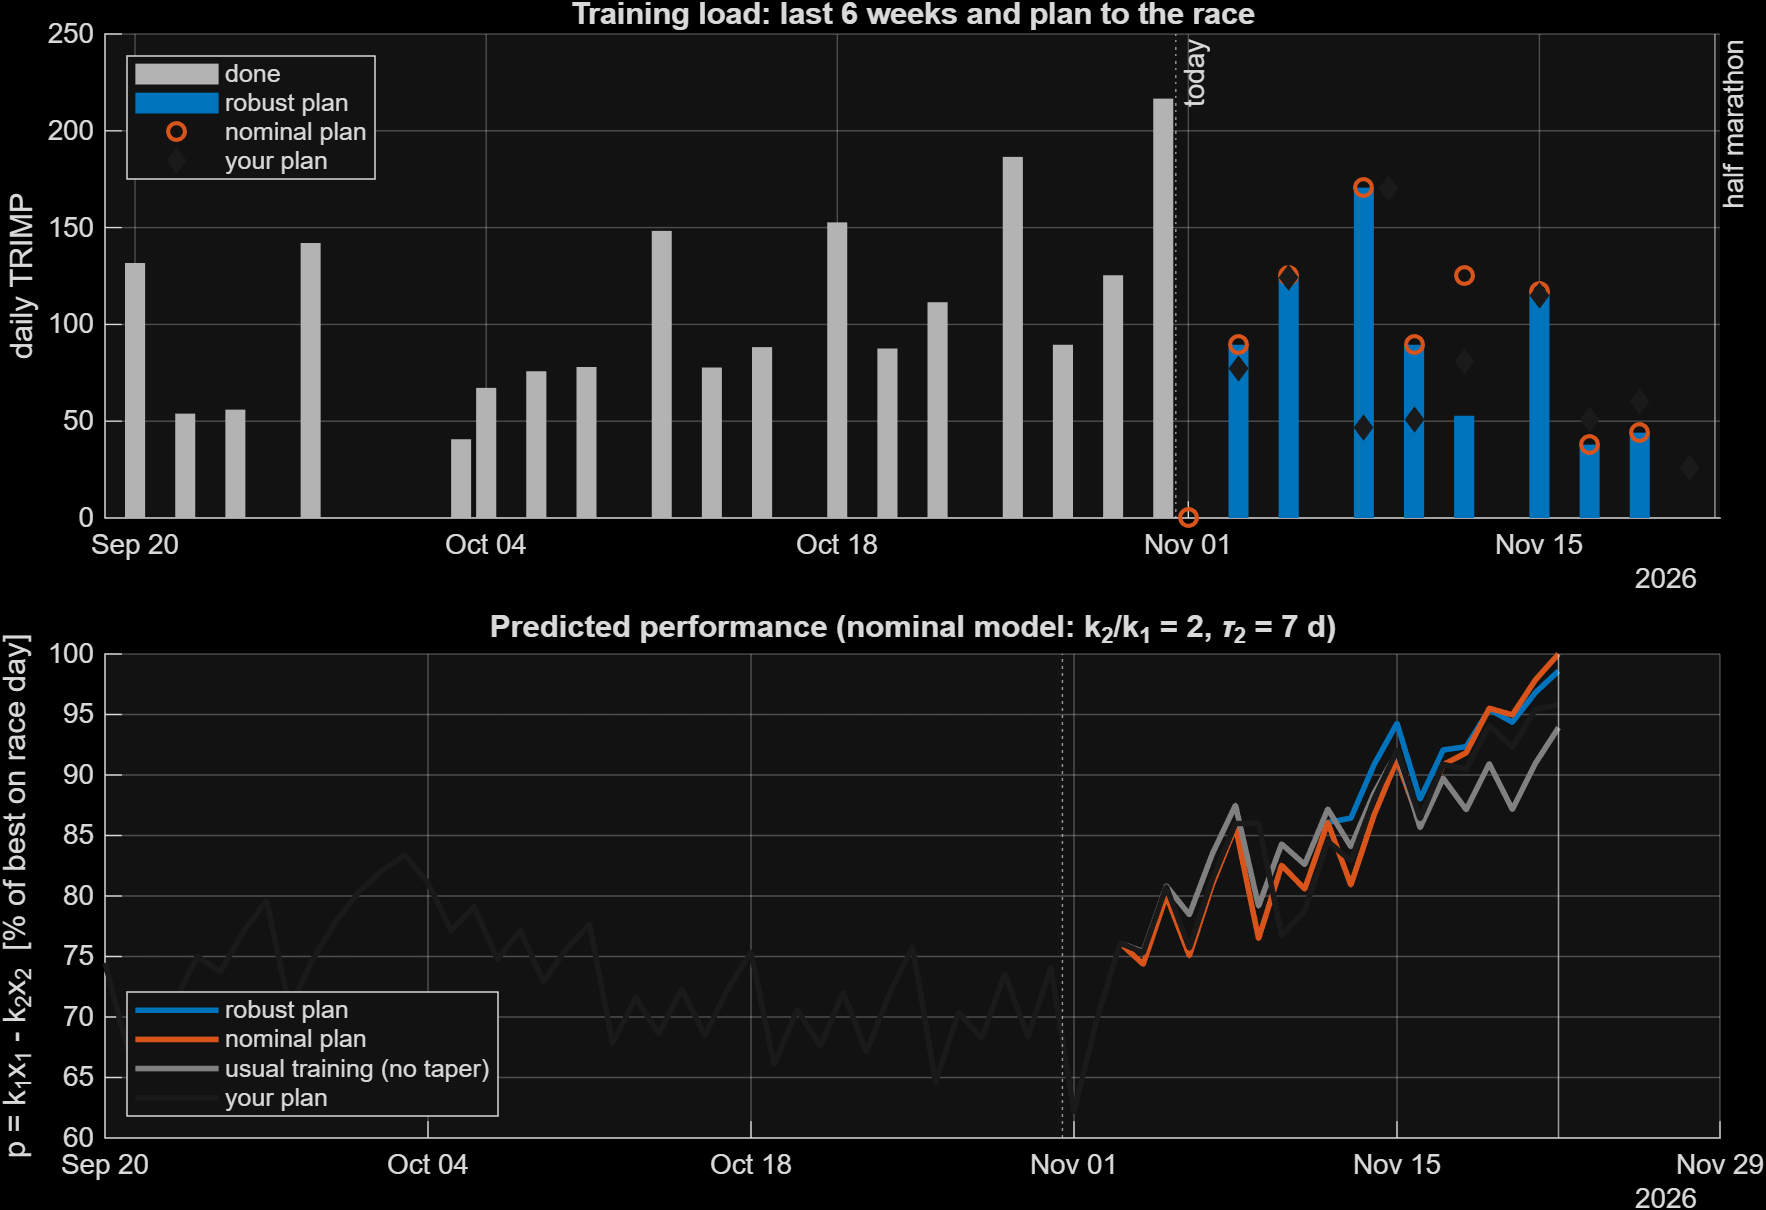 Training load: last 6 weeks and plan to the race
250
200
150
100
50
0
daily TRIMP
done
robust plan
nominal plan
your plan
today
half marathon
Sep 20
Oct 04
Oct 18
Nov 01
Nov 15
2026
Predicted performance (nominal model: k₂/k₁ = 2, τ₂ = 7 d)
100
95
90
85
80
75
70
65
60
p = k₁x₁ - k₂x₂ [% of best on race day]
robust plan
nominal plan
usual training (no taper)
your plan
Sep 20
Oct 04
Oct 18
Nov 01
Nov 15
Nov 29
2026